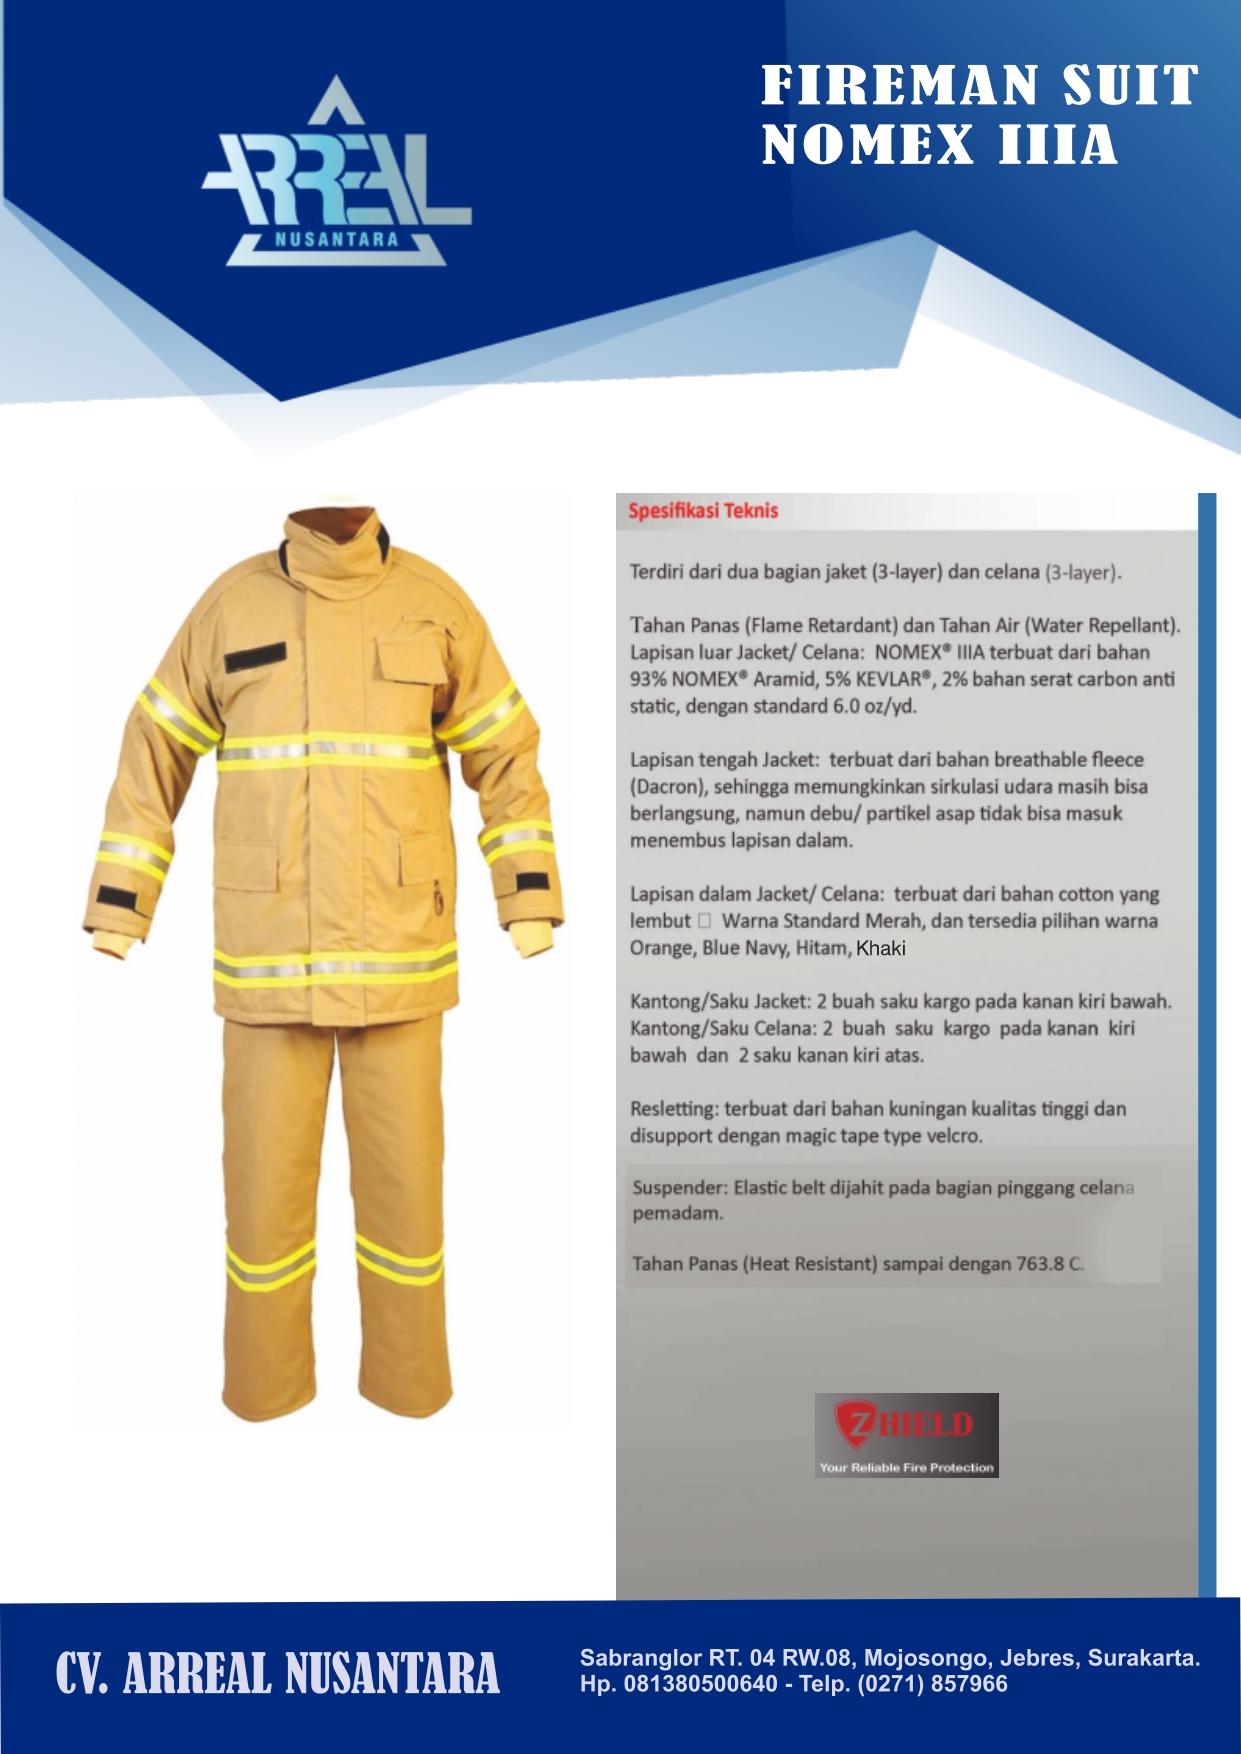 FIREMAN SUIT
NOMEX IIIA
ARREAL
NUSANTARA
Spesifikasi Teknis
Terdiri dari dua bagian jaket (3-layer) dan celana (3-layer).
Tahan Panas (Flame Retardant) dan Tahan Air (Water Repellant).
Lapisan luar Jacket/ Celana: NOMEX® IIIA terbuat dari bahan
93% NOMEX® Aramid, 5% KEVLAR®, 2% bahan serat carbon anti
static, dengan standard 6.0 oz/yd.
Lapisan tengah Jacket: terbuat dari bahan breathable fleece
(Dacron), sehingga memungkinkan sirkulasi udara masih bisa
berlangsung, namun debu/ partikel asap tidak bisa masuk
menembus lapisan dalam.
Lapisan dalam Jacket/ Celana: terbuat dari bahan cotton yang
lembut □ Warna Standard Merah, dan tersedia pilihan warna
Orange, Blue Navy, Hitam, Khaki
Kantong/Saku Jacket: 2 buah saku kargo pada kanan kiri bawah.
Kantong/Saku Celana: 2 buah saku kargo pada kanan kiri
bawah dan 2 saku kanan kiri atas.
Resletting: terbuat dari bahan kuningan kualitas tinggi dan
disupport dengan magic tape type velcro.
Suspender: Elastic belt dijahit pada bagian pinggang celana
pemadam.
Tahan Panas (Heat Resistant) sampai dengan 763.8 C.
ZHIELD
Your Reliable Fire Protection
CV. ARREAL NUSANTARA
Sabranglor RT. 04 RW.08, Mojosongo, Jebres, Surakarta.
Hp. 081380500640 - Telp. (0271) 857966